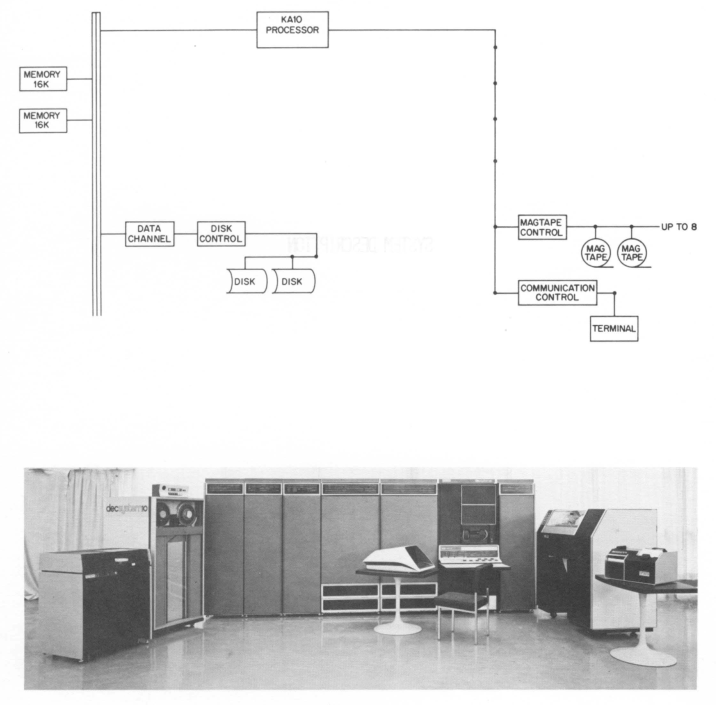 KA10
PROCESSOR
MEMORY
16K
MEMORY
16K
DATA
CHANNEL
DISK
CONTROL
DISK
DISK
MAGTAPE
CONTROL
UP TO 8
MAG
TAPE
MAG
TAPE
COMMUNICATION
CONTROL
TERMINAL
decsystem10